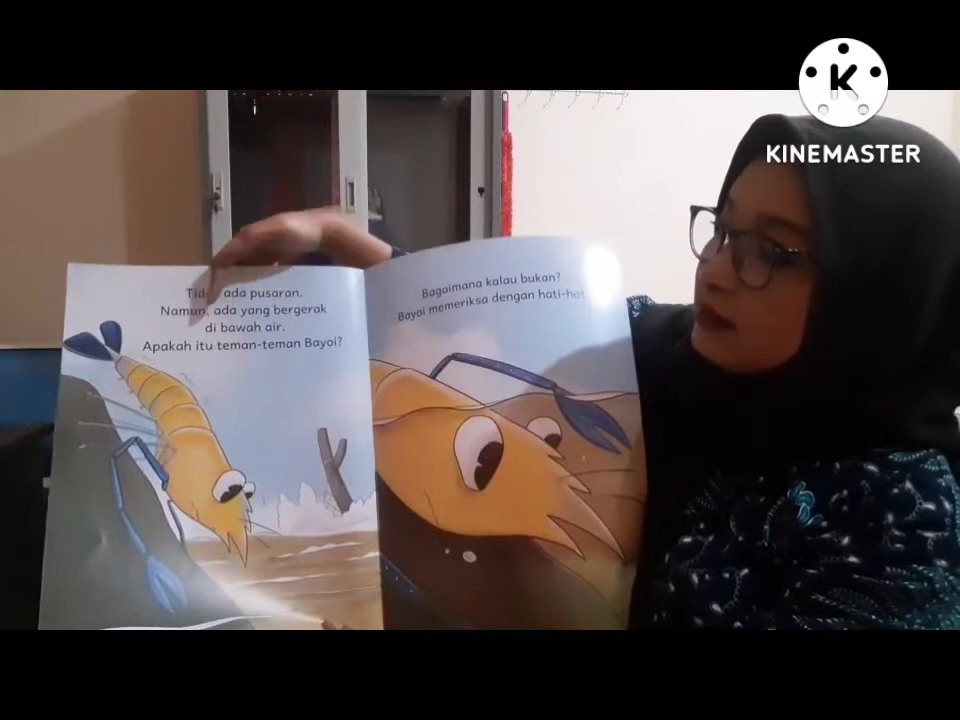 Tidak ada pusaran.
Namun, ada yang bergerak
di bawah air.
Apakah itu teman-teman Bayoi?
Bagaimana kalau bukan?
Bayoi memeriksa dengan hati-hat
K
KINEMASTER